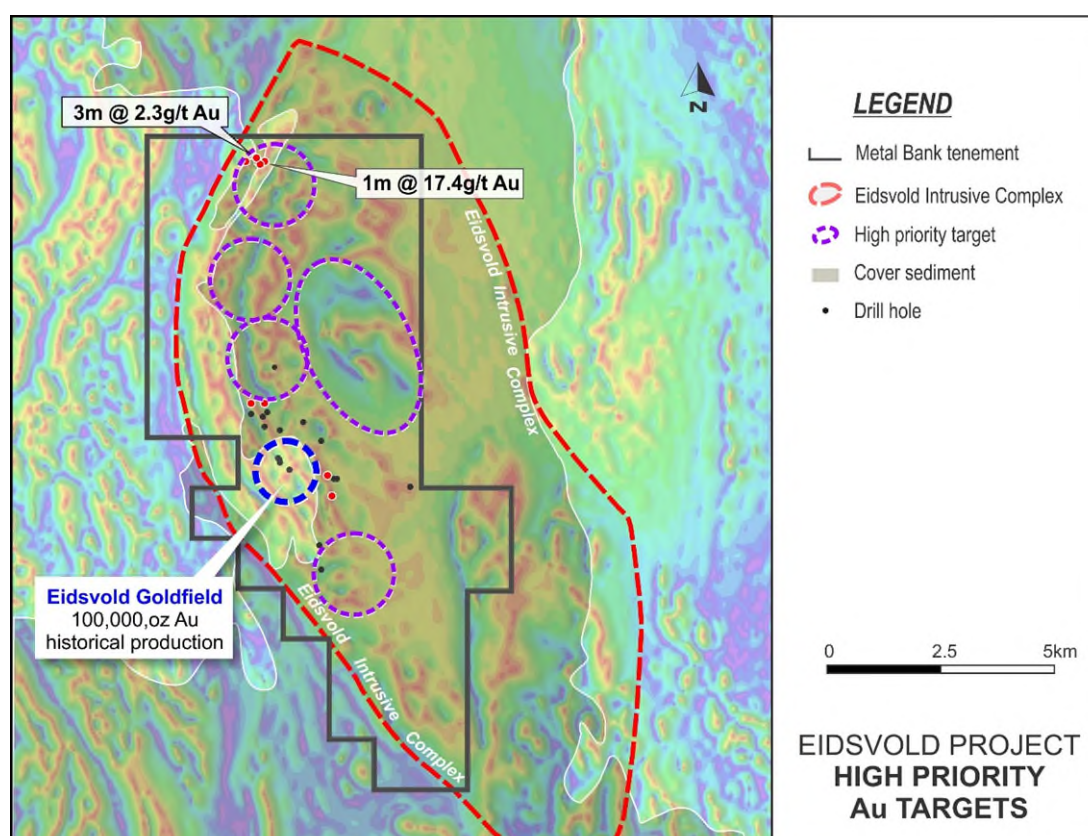 3m @ 2.3g/t Au
1m @ 17.4g/t Au
Eidsvold Intrusive Complex
Eidsvold Goldfield
100,000,oz Au
historical production
Eidsvold Intrusive Complex
N
LEGEND
Metal Bank tenement
Eidsvold Intrusive Complex
High priority target
Cover sediment
Drill hole
0 2.5 5km
EIDSVOLD PROJECT
HIGH PRIORITY
Au TARGETS